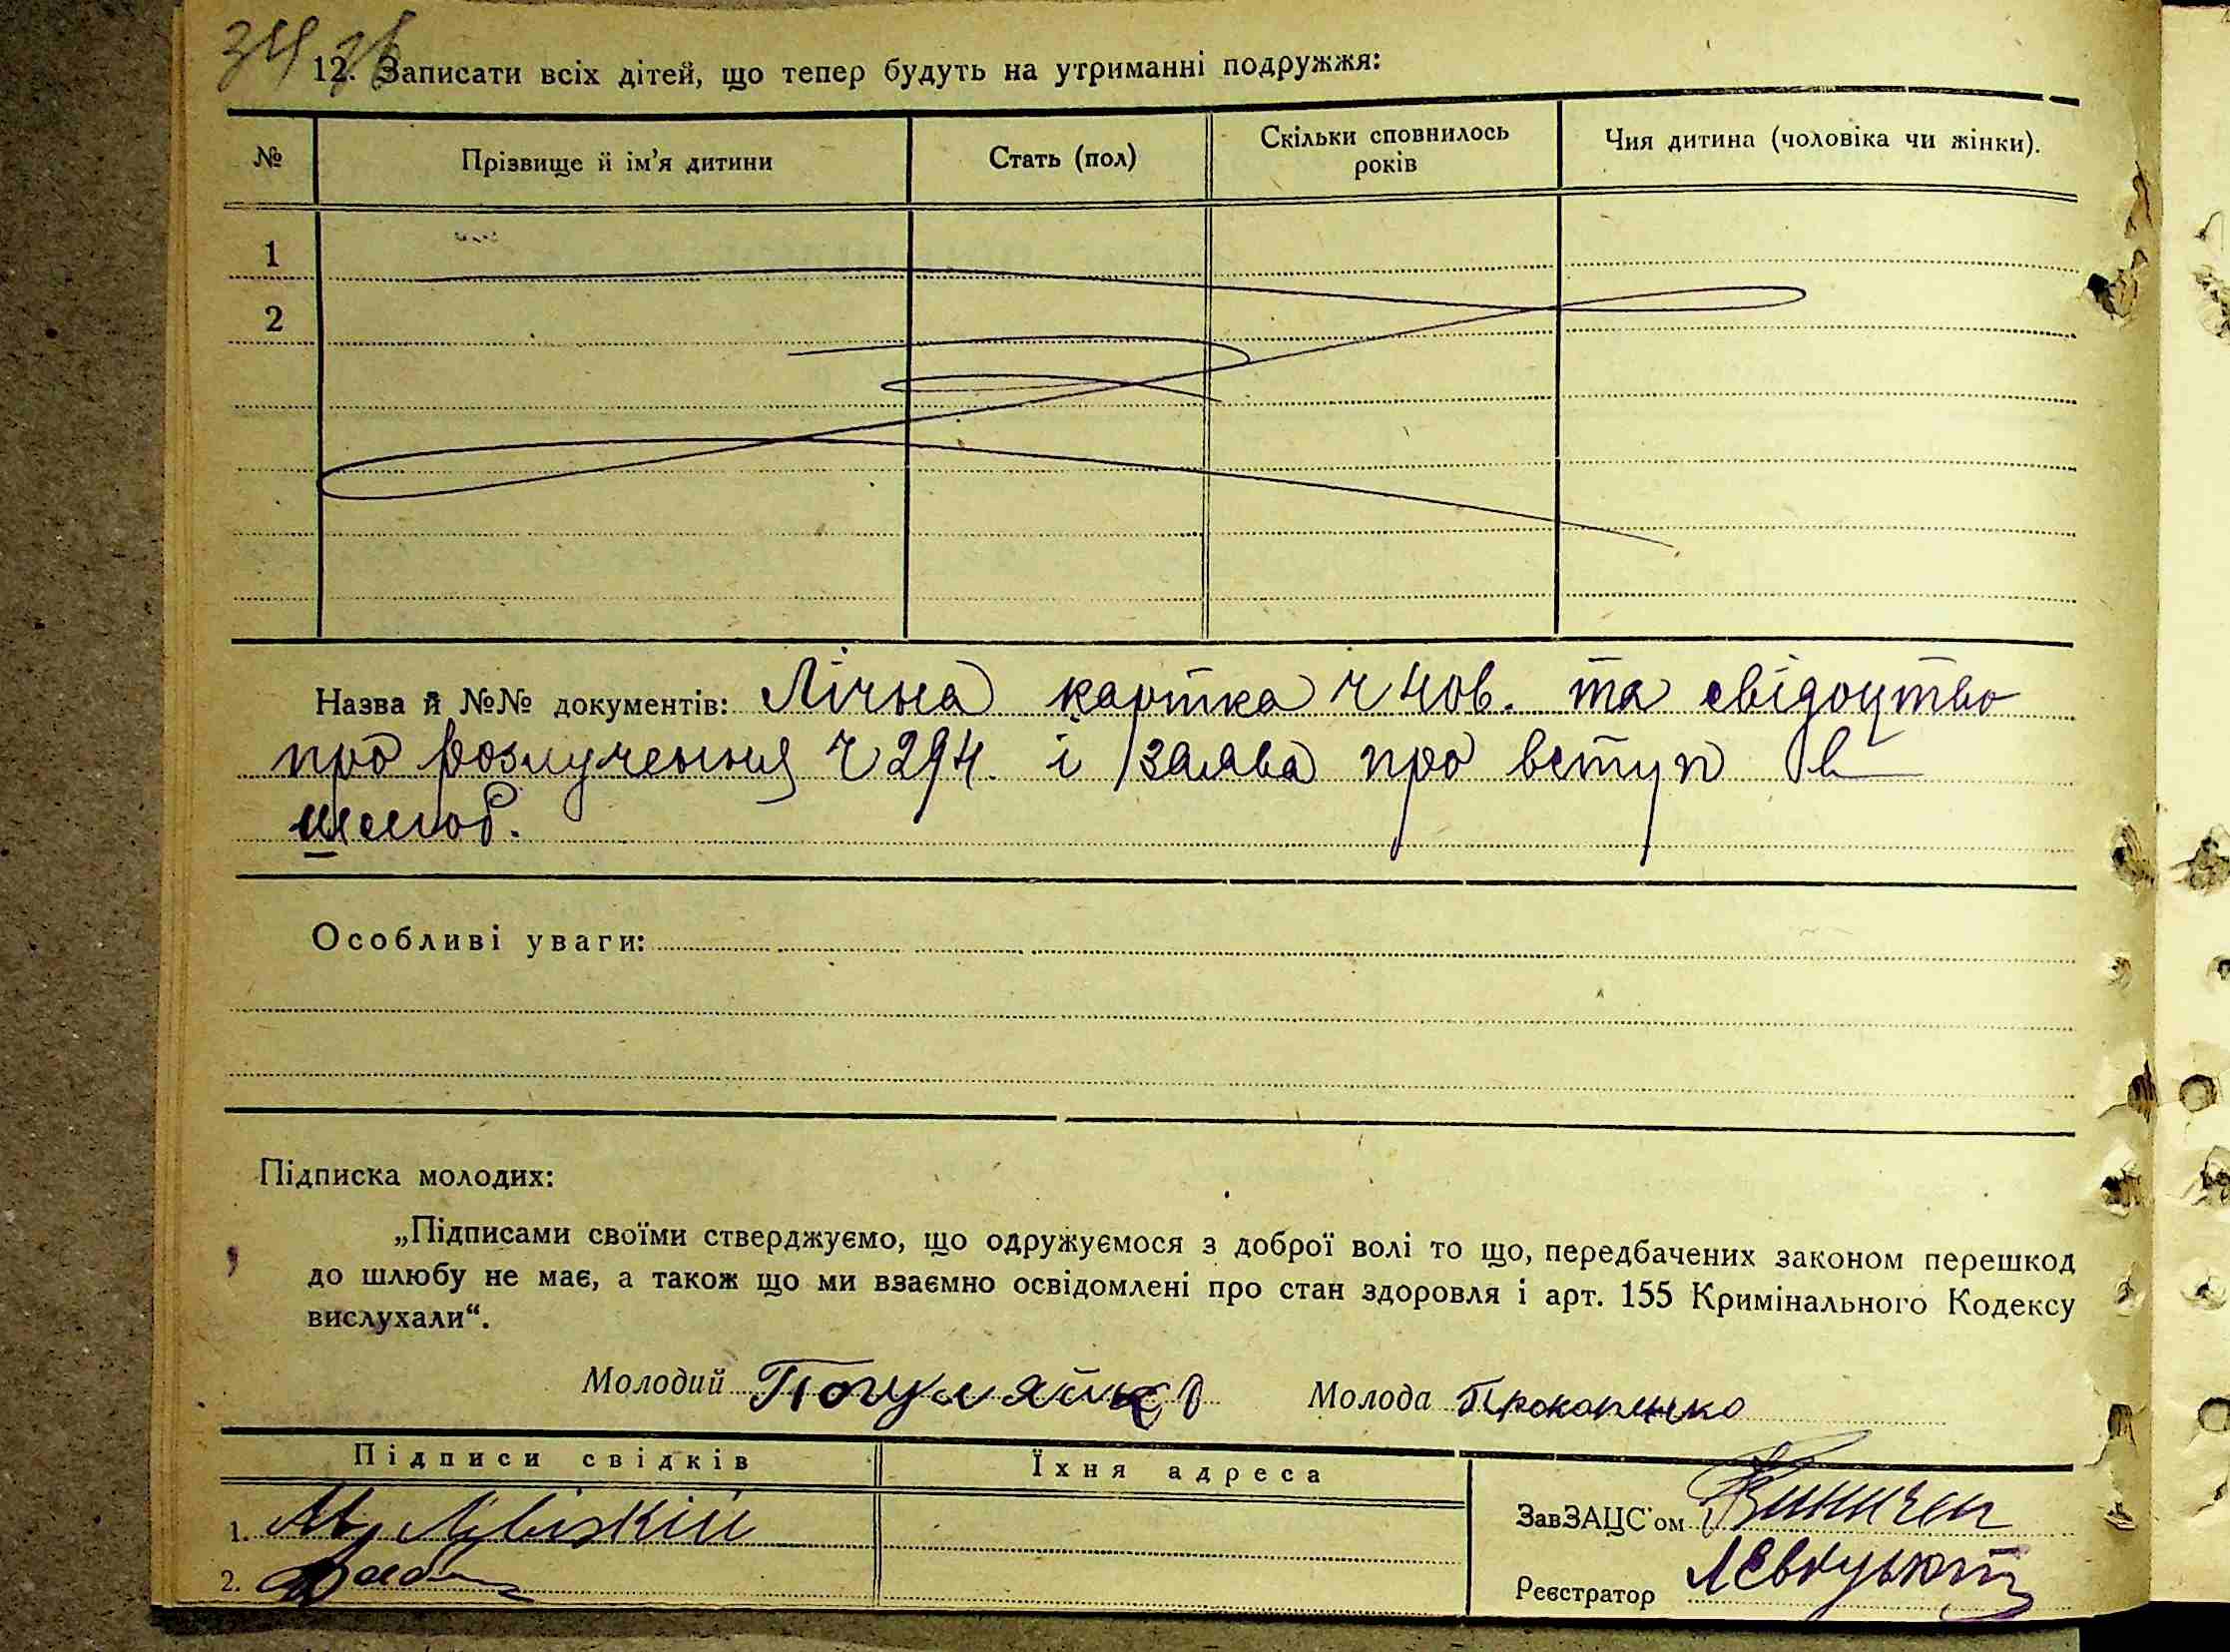 12. Записати всіх дітей, що тепер будуть на утриманні подружжя:
№ Прізвище й ім’я дитини Стать (пол) Скільки сповнилось років Чия дитина (чоловіка чи жінки).
1
2
Назва й №№ документів: Лічна картка ч 406. та свідоцтво
про розлучення ч 294. і заява про вступ в
шлюб.
Особливі уваги:
Підписка молодих:
„Підписами своїми стверджуємо, що одружуємося з доброї волі то що, передбачених законом перешкод
до шлюбу не має, а також що ми взаємно освідомлені про стан здоровля і арт. 155 Кримінального Кодексу
вислухали“.
Молодий Молода Прокопенко
Підписи свідків Їхня адреса
1.
ЗавЗАЦС’ом
2.
Реєстратор